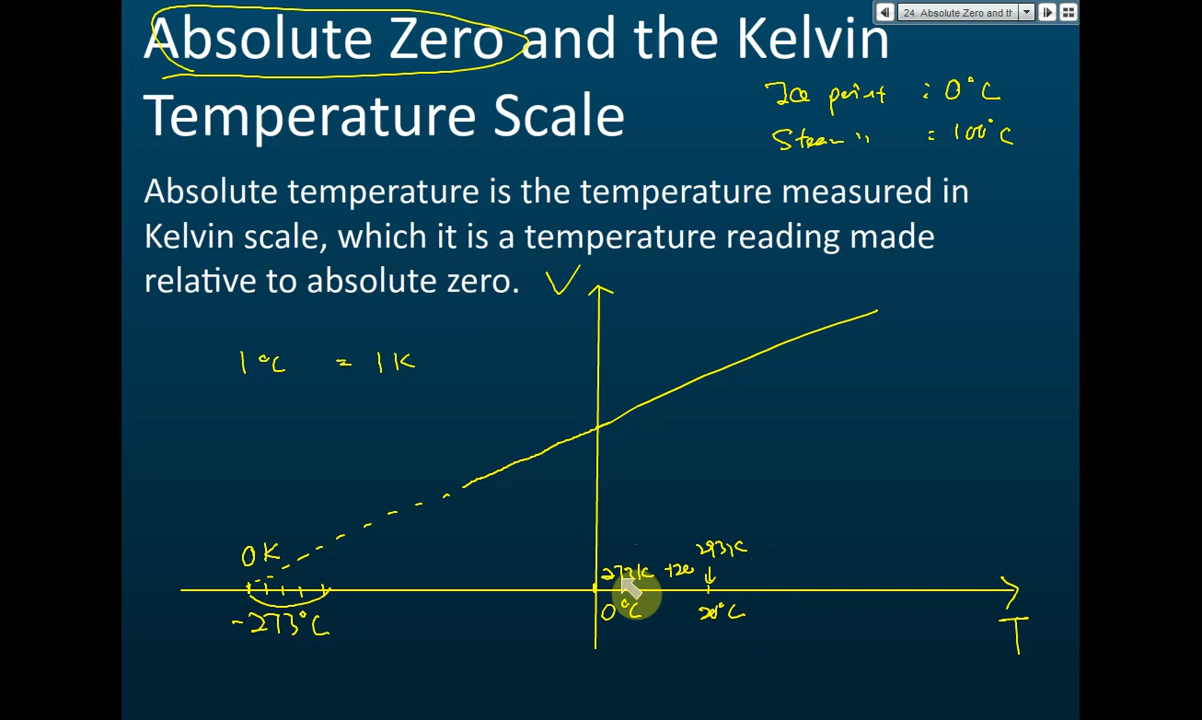 24. Absolute Zero and th
Absolute Zero and the Kelvin
Temperature Scale
Ice point : 0°C
Steam " = 100°C
Absolute temperature is the temperature measured in
Kelvin scale, which it is a temperature reading made
relative to absolute zero.
V
1°C = 1K
0K
293K
273K +20
-273°C
0°C
20°C
T